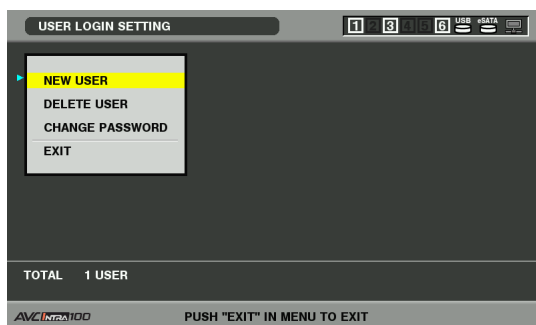 USER LOGIN SETTING 1 2 3 4 5 6 USB eSATA
NEW USER
DELETE USER
CHANGE PASSWORD
EXIT
TOTAL 1 USER
AVC Intra 100 PUSH "EXIT" IN MENU TO EXIT